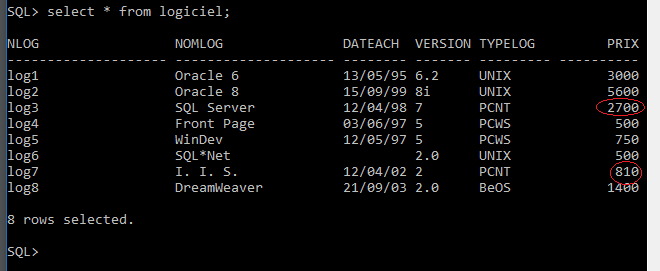 SQL> select * from logiciel;
NLOG NOMLOG DATEACH VERSION TYPELOG PRIX
-------------------- -------------------- -------- ------- --------- ----------
log1 Oracle 6 13/05/95 6.2 UNIX 3000
log2 Oracle 8 15/09/99 8i UNIX 5600
log3 SQL Server 12/04/98 7 PCNT 2700
log4 Front Page 03/06/97 5 PCWS 500
log5 WinDev 12/05/97 5 PCWS 750
log6 SQL*Net 2.0 UNIX 500
log7 I. I. S. 12/04/02 2 PCNT 810
log8 DreamWeaver 21/09/03 2.0 BeOS 1400
8 rows selected.
SQL>